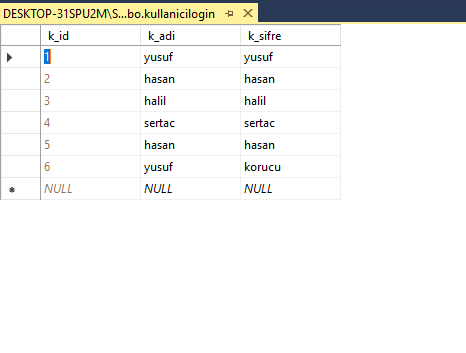 DESKTOP-31SPU2M\S...bo.kullanicilogin
k_id k_adi k_sifre
1 yusuf yusuf
2 hasan hasan
3 halil halil
4 sertac sertac
5 hasan hasan
6 yusuf korucu
NULL NULL NULL